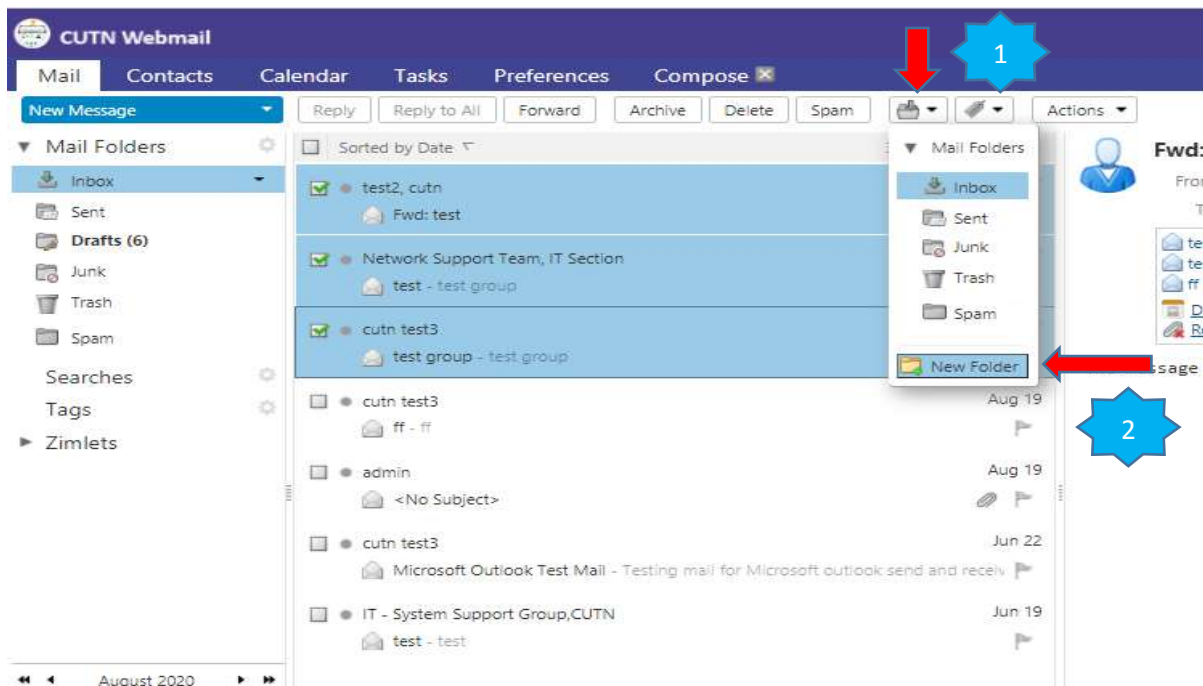 CUTN Webmail
1
Mail Contacts Calendar Tasks Preferences Compose
New Message Reply Reply to All Forward Archive Delete Spam Actions
Mail Folders
Inbox
Sent
Drafts (6)
Junk
Trash
Spam
Searches
Tags
Zimlets
August 2020
Sorted by Date
test2, cutn
Fwd: test
Network Support Team, IT Section
test - test group
cutn test3
test group - test group
cutn test3 Aug 19
ff - ff
admin Aug 19
<No Subject>
cutn test3 Jun 22
Microsoft Outlook Test Mail - Testing mail for Microsoft outlook send and receiv
IT - System Support Group,CUTN Jun 19
test - test
Mail Folders
Inbox
Sent
Junk
Trash
Spam
New Folder
2
Fwd:
Fro
T
te
te
ff
D
R
ssage